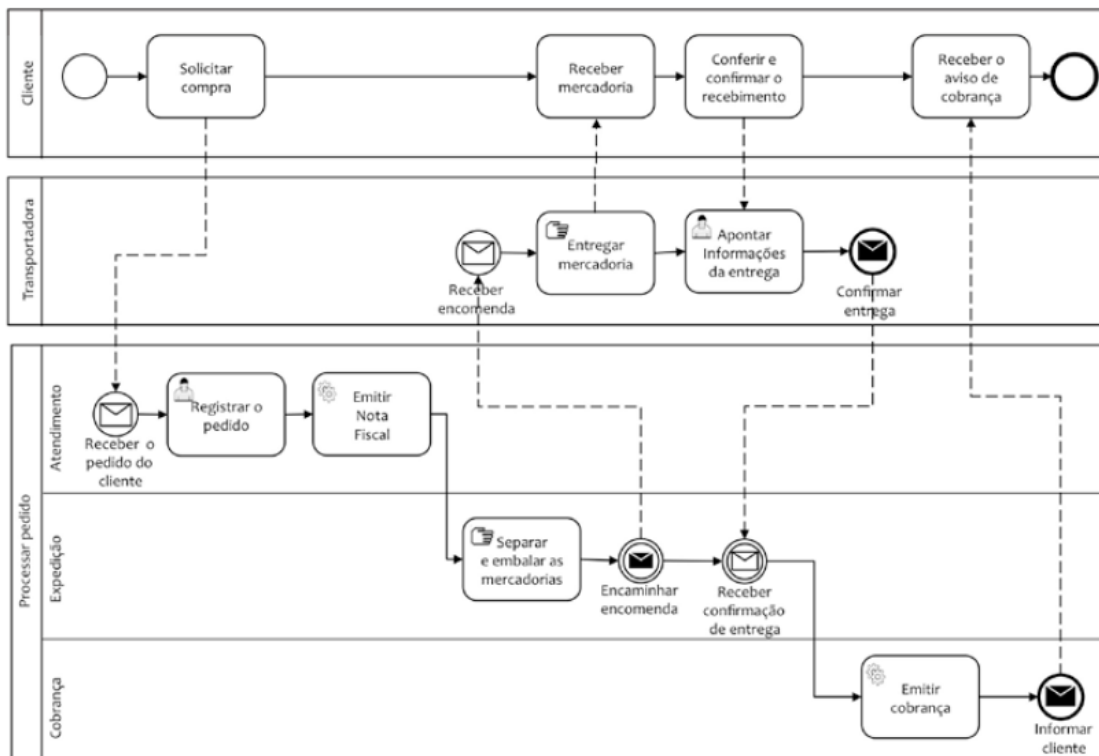 Cliente
Solicitar
compra
Receber
mercadoria
Conferir e
confirmar o
recebimento
Receber o
aviso de
cobrança
Transportadora
Receber
encomenda
Entregar
mercadoria
Apontar
Informações
da entrega
Confirmar
entrega
Processar pedido
Atendimento
Receber o
pedido do
cliente
Registrar o
pedido
Emitir
Nota
Fiscal
Expedição
Separar
e embalar as
mercadorias
Encaminhar
encomenda
Receber
confirmação
de entrega
Cobrança
Emitir
cobrança
Informar
cliente